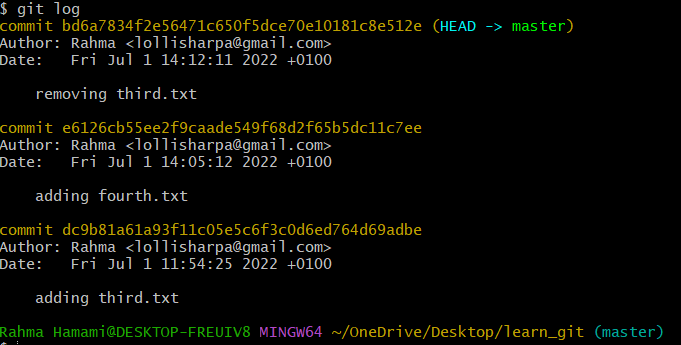 $ git log
commit bd6a7834f2e56471c650f5dce70e10181c8e512e (HEAD -> master)
Author: Rahma <lollisharpa@gmail.com>
Date:   Fri Jul 1 14:12:11 2022 +0100
    removing third.txt
commit e6126cb55ee2f9caade549f68d2f65b5dc11c7ee
Author: Rahma <lollisharpa@gmail.com>
Date:   Fri Jul 1 14:05:12 2022 +0100
    adding fourth.txt
commit dc9b81a61a93f11c05e5c6f3c0d6ed764d69adbe
Author: Rahma <lollisharpa@gmail.com>
Date:   Fri Jul 1 11:54:25 2022 +0100
    adding third.txt
Rahma Hamami@DESKTOP-FREUIV8 MINGW64 ~/OneDrive/Desktop/learn_git (master)
$